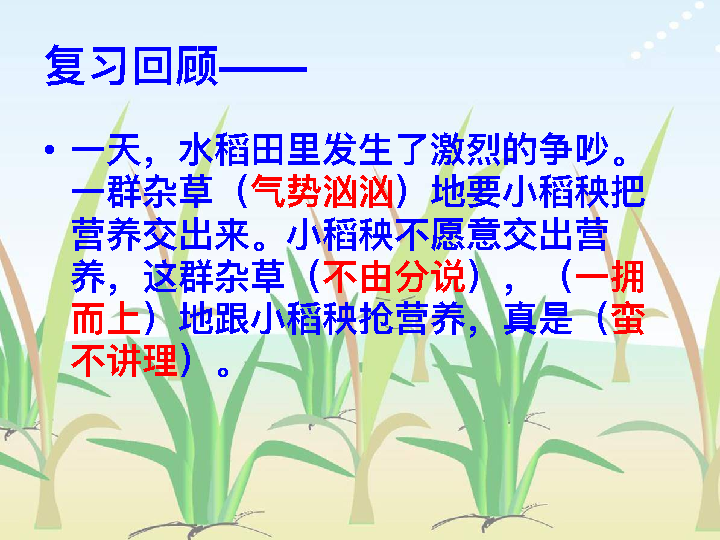 复习回顾——
• 一天，水稻田里发生了激烈的争吵。
一群杂草（气势汹汹）地要小稻秧把
营养交出来。小稻秧不愿意交出营
养，这群杂草（不由分说），（一拥
而上）地跟小稻秧抢营养，真是（蛮
不讲理）。